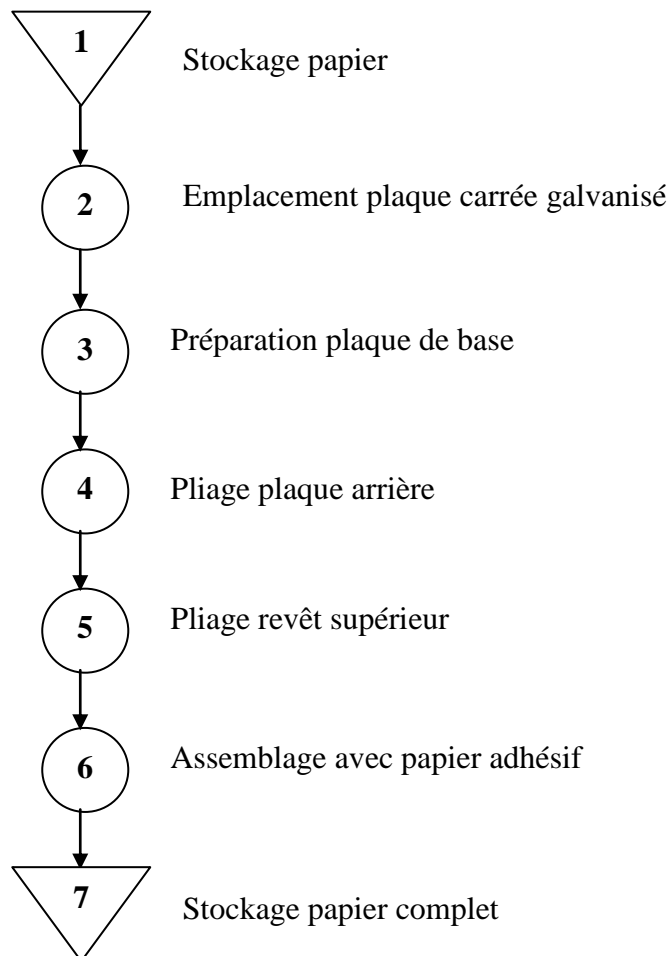 1
Stockage papier
2
Emplacement plaque carrée galvanisé
3
Préparation plaque de base
4
Pliage plaque arrière
5
Pliage revêt supérieur
6
Assemblage avec papier adhésif
7
Stockage papier complet